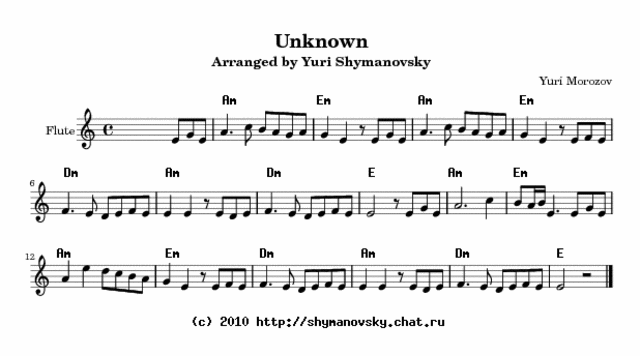 Unknown
Arranged by Yuri Shymanovsky
Yuri Morozov
Flute
Am Em Am Em
6
Dm Am Dm E Am Em
12
Am Em Dm Am Dm E
(c) 2010 http://shymanovsky.chat.ru